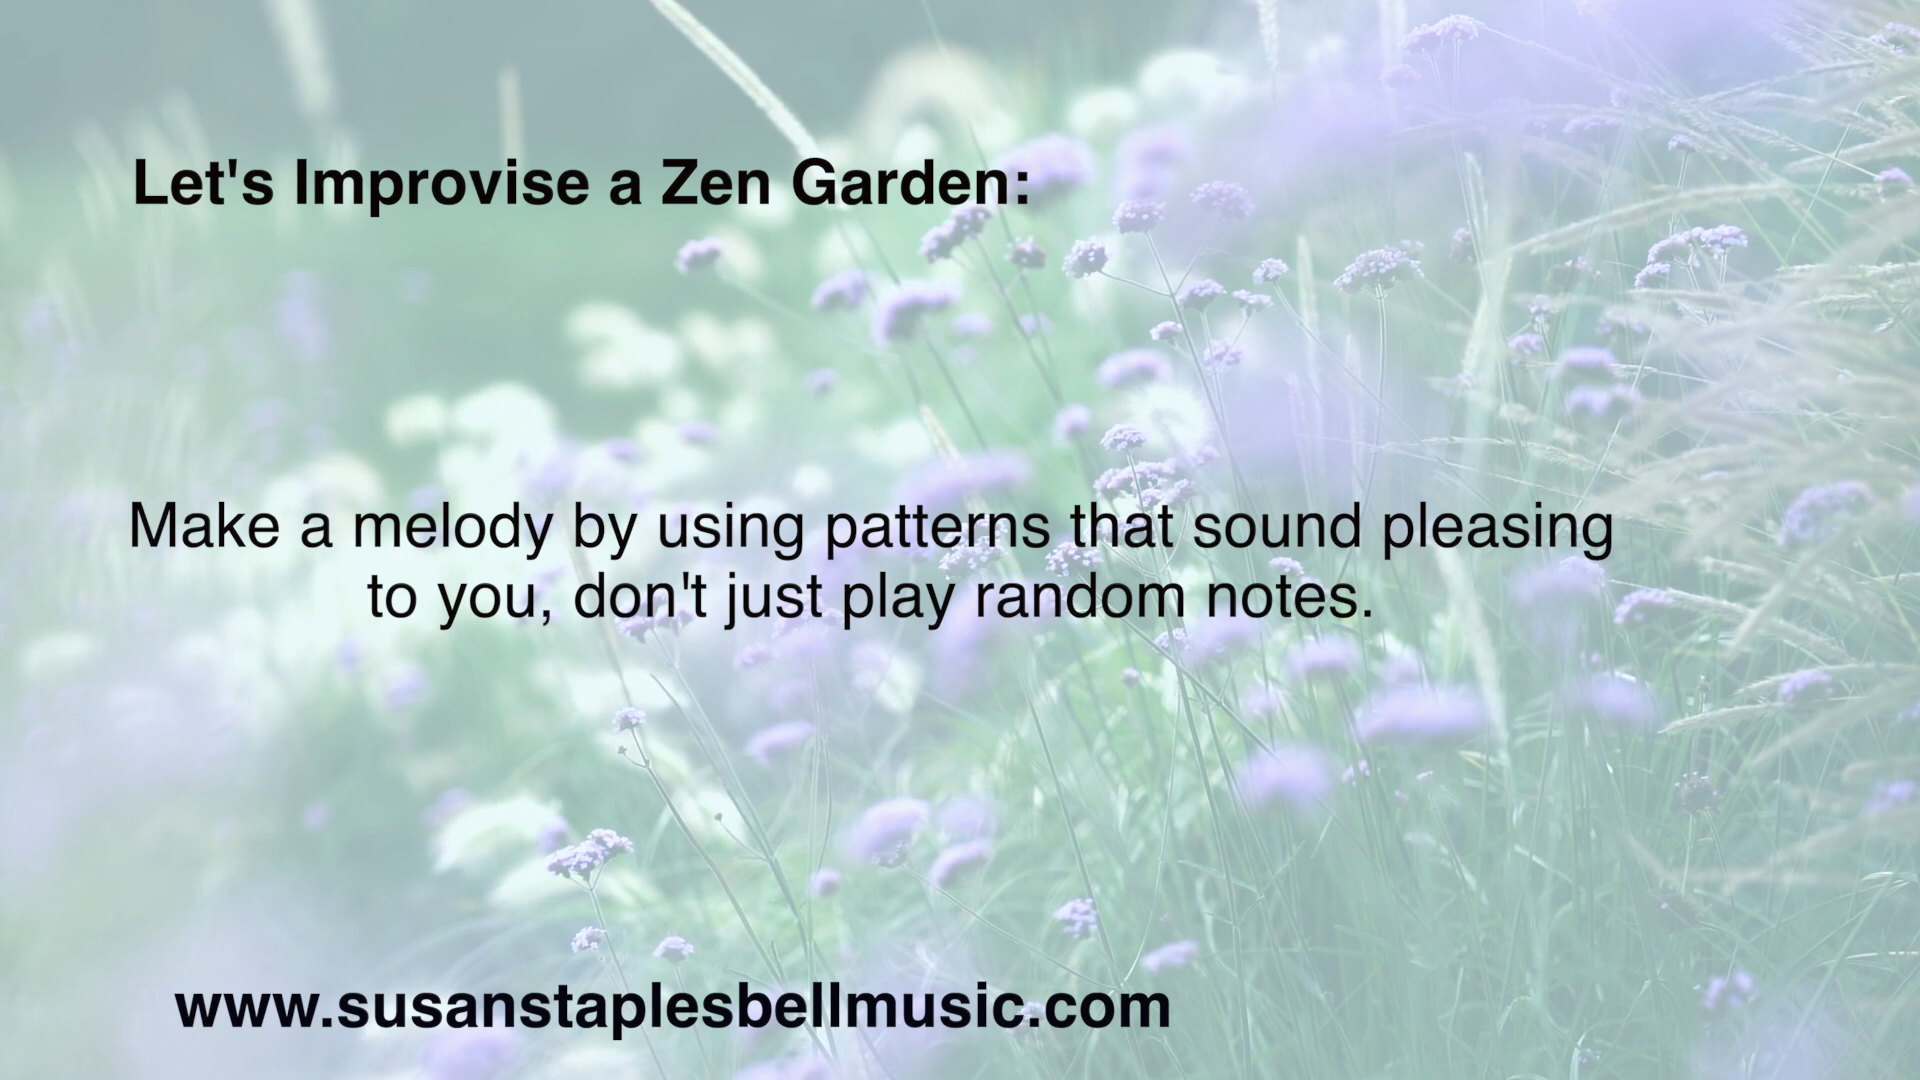 Let's Improvise a Zen Garden:
Make a melody by using patterns that sound pleasing
to you, don't just play random notes.
www.susanstaplesbellmusic.com